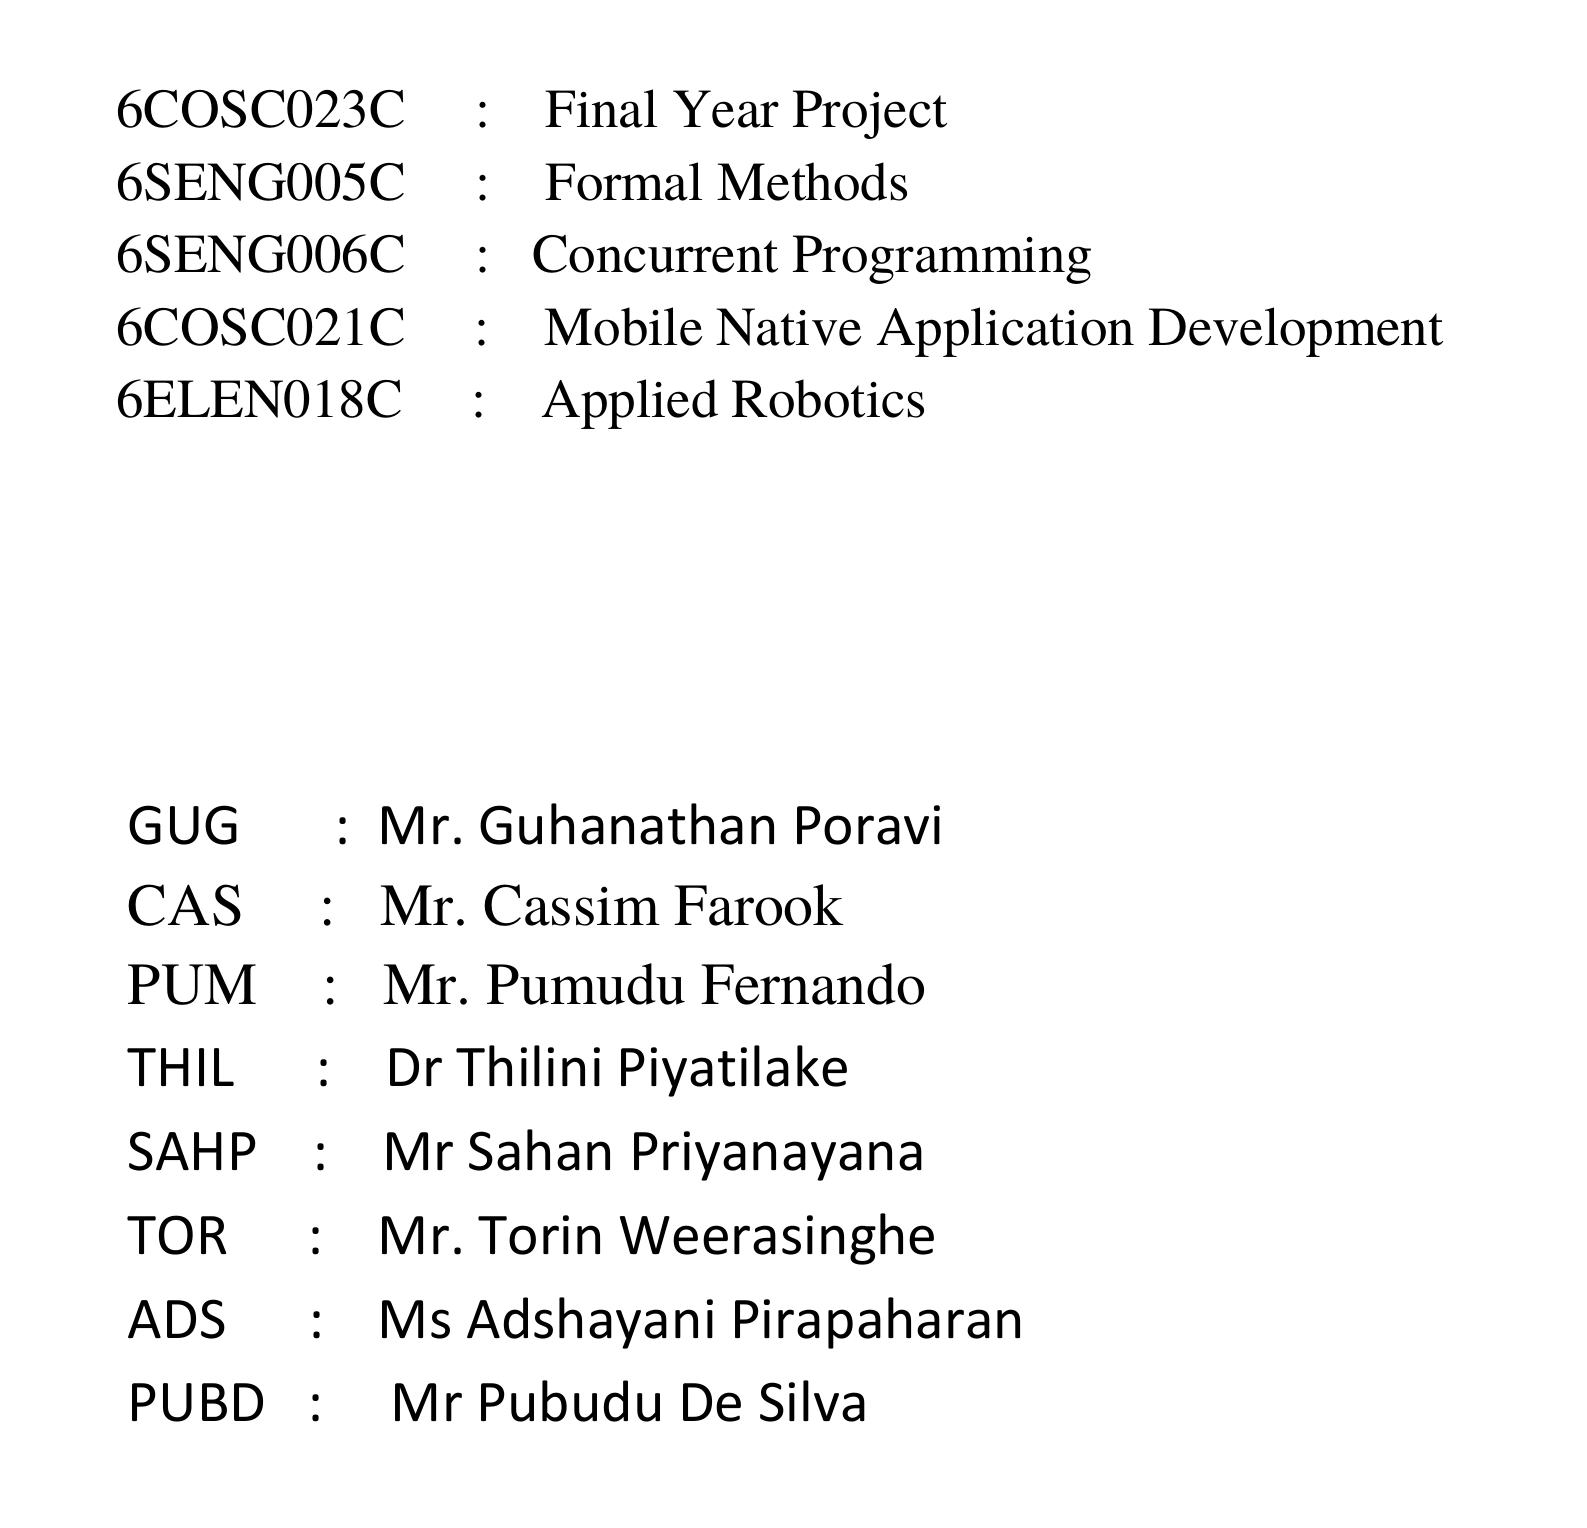 6COSC023C : Final Year Project
6SENG005C : Formal Methods
6SENG006C : Concurrent Programming
6COSC021C : Mobile Native Application Development
6ELEN018C : Applied Robotics
GUG : Mr. Guhanathan Poravi
CAS : Mr. Cassim Farook
PUM : Mr. Pumudu Fernando
THIL : Dr Thilini Piyatilake
SAHP : Mr Sahan Priyanayana
TOR : Mr. Torin Weerasinghe
ADS : Ms Adshayani Pirapaharan
PUBD : Mr Pubudu De Silva